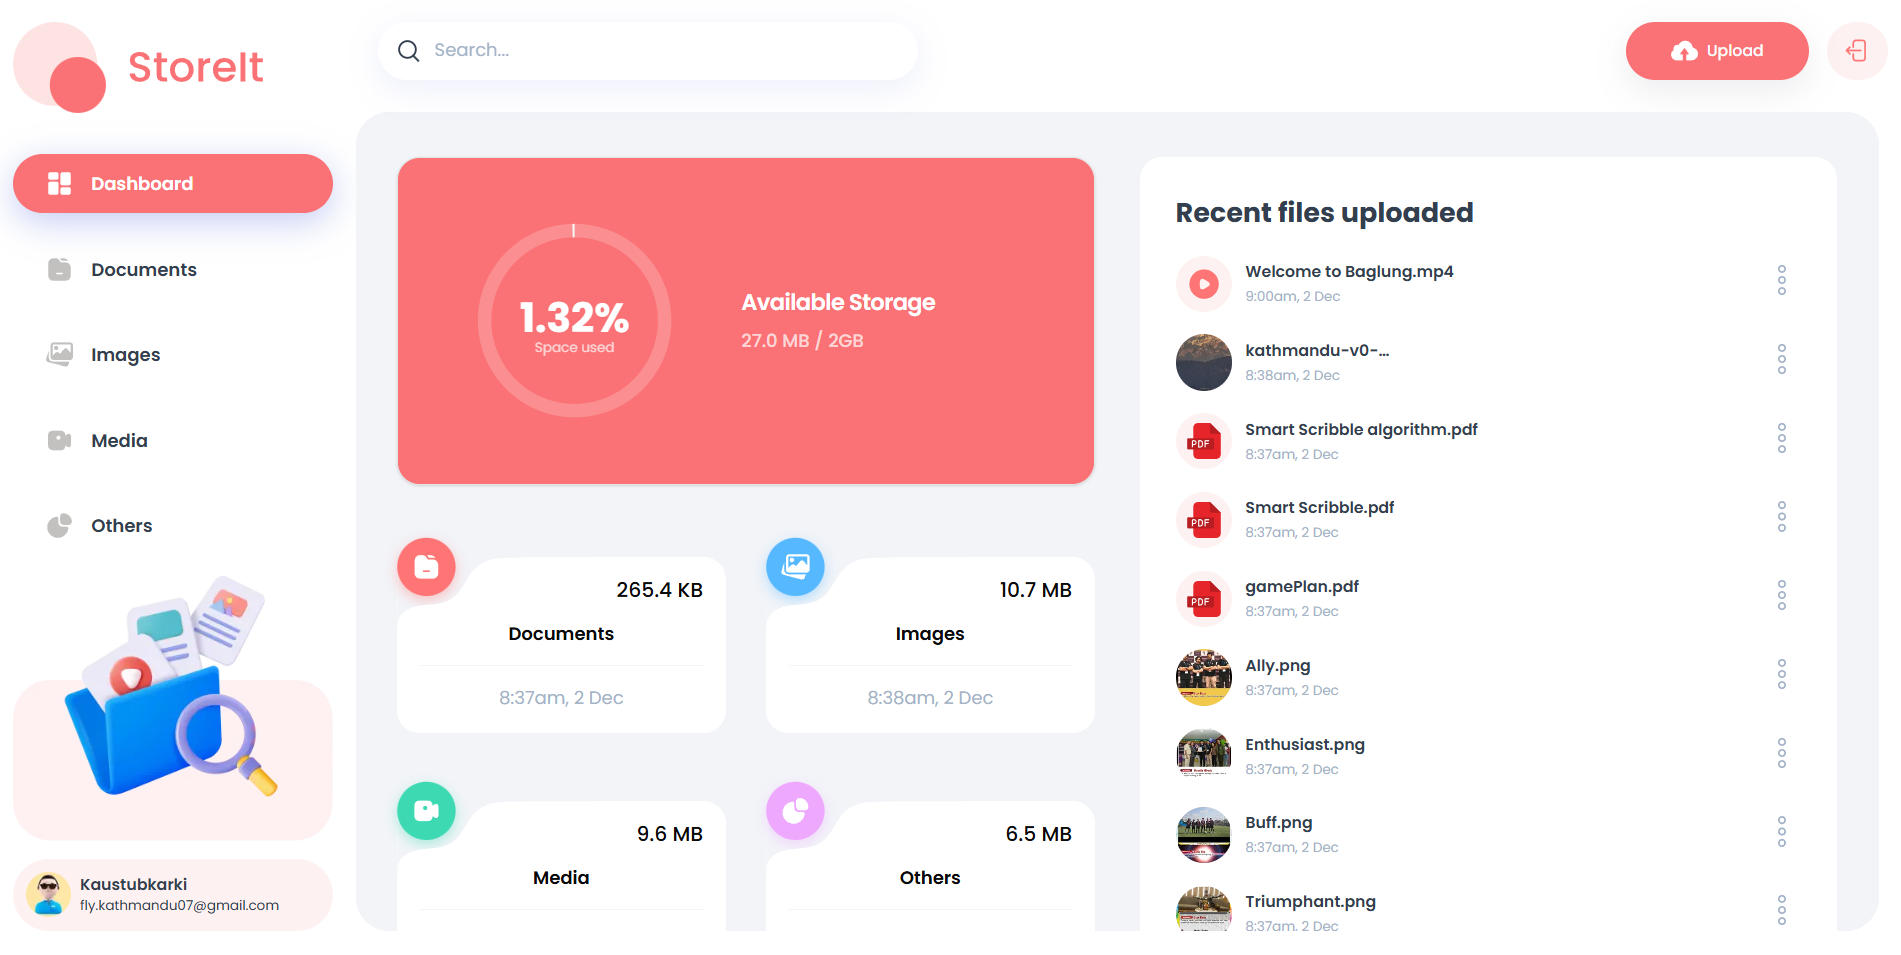 StoreIt
Search...
Upload
Dashboard
Documents
Images
Media
Others
Kaustubkarki
fly.kathmandu07@gmail.com
1.32%
Space used
Available Storage
27.0 MB / 2GB
265.4 KB
Documents
8:37am, 2 Dec
10.7 MB
Images
8:38am, 2 Dec
9.6 MB
Media
6.5 MB
Others
Recent files uploaded
Welcome to Baglung.mp4
9:00am, 2 Dec
kathmandu-v0-...
8:38am, 2 Dec
PDF
Smart Scribble algorithm.pdf
8:37am, 2 Dec
PDF
Smart Scribble.pdf
8:37am, 2 Dec
PDF
gamePlan.pdf
8:37am, 2 Dec
Ally.png
8:37am, 2 Dec
Enthusiast.png
8:37am, 2 Dec
Buff.png
8:37am, 2 Dec
Triumphant.png
8:37am, 2 Dec